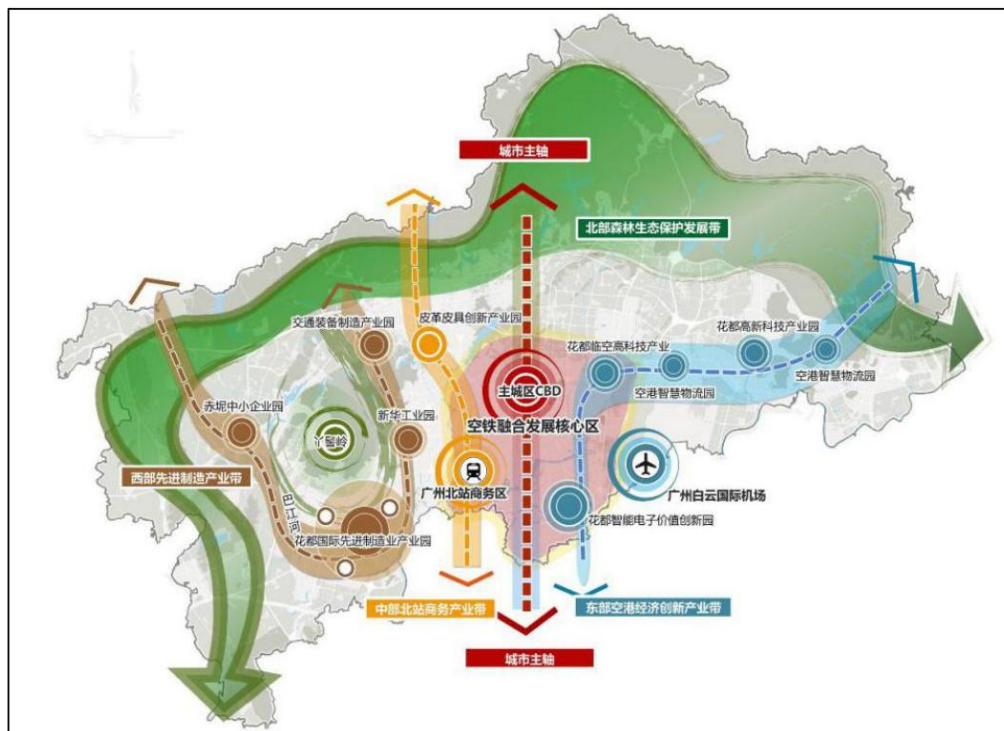 城市主轴
北部森林生态保护发展带
皮革皮具创新产业园
交通装备制造产业园
花都高新科技产业园
花都临空高科技产业
空港智慧物流园
空港智慧物流园
主城区CBD
赤坭中小企业园
新华工业园
丫髻岭
空铁融合发展核心区
西部先进制造产业带
广州北站商务区
广州白云国际机场
巴江河
花都智能电子价值创新园
花都国际先进制造业产业园
中部北站商务产业带
东部空港经济创新产业带
城市主轴